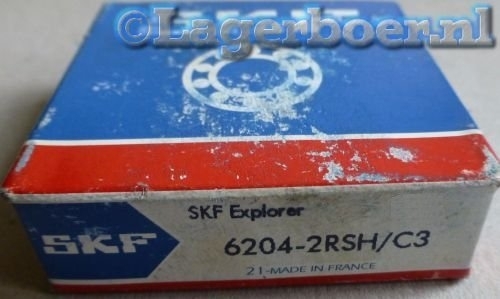 ©Lagerboer.nl
SKF Explorer
SKF
6204-2RSH/C3
21-MADE IN FRANCE